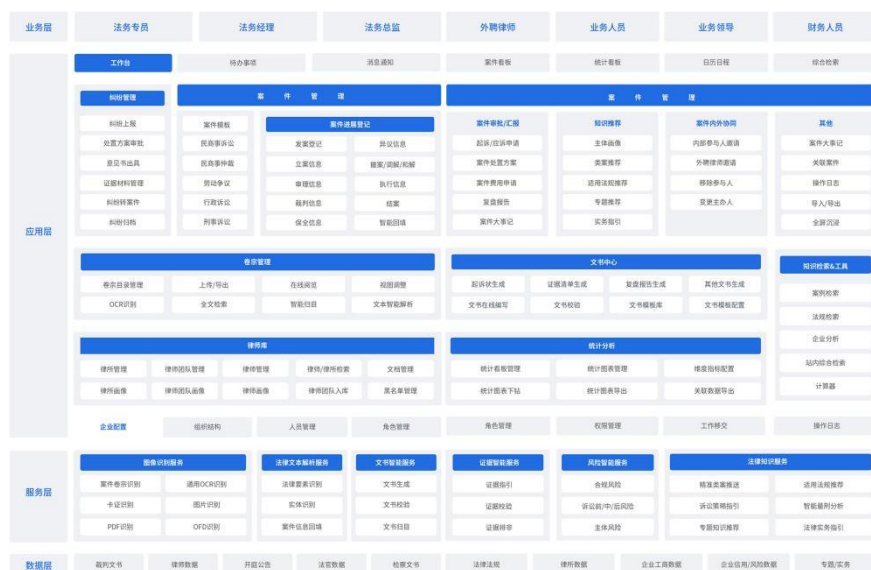 业务层 法务专员 法务经理 法务总监 外聘律师 业务人员 业务领导 财务人员
应用层
工作台 待办事项 消息通知 案件看板 统计看板 日历日程 综合检索
纠纷管理
纠纷上报
处置方案审批
意见书出具
证据材料管理
纠纷转案件
纠纷归档
案件管理
案件模板
民商事诉讼
民商事仲裁
劳动争议
行政诉讼
刑事诉讼
案件进展登记
发案登记 异议信息
立案信息 撤案/调解/和解
审理信息 执行信息
裁判信息 结案
保全信息 智能回填
案件管理
案件审批/汇报
起诉/应诉申请
案件处置方案
案件费用申请
复盘报告
案件大事记
知识推荐
主体画像
类案推荐
适用法规推荐
专题推荐
实务指引
案件内外协同
内部参与人邀请
外聘律师邀请
移除参与人
变更主办人
其他
案件大事记
关联案件
操作日志
导入/导出
全屏沉浸
卷宗管理
卷宗目录管理 上传/导出 在线阅览 视图调整
OCR识别 全文检索 智能归目 文本智能解析
文书中心
起诉状生成 证据清单生成 复盘报告生成 其他文书生成
文书在线编写 文书校验 文书模板库 文书模板配置
知识检索&工具
案例检索
法规检索
企业分析
站内综合检索
计算器
律师库
律所管理 律师团队管理 律师管理 律师/律所检索 文档管理
律所画像 律师团队画像 律师画像 律师团队入库 黑名单管理
统计分析
统计看板管理 统计图表管理 维度指标配置
统计图表下钻 统计图表导出 关联数据导出
企业配置 组织结构 人员管理 角色管理 角色管理 权限管理 工作移交 操作日志
服务层
图像识别服务
案件卷宗识别 通用OCR识别
卡证识别 图片识别
PDF识别 OFD识别
法律文本解析服务
法律要素识别
实体识别
案件信息回填
文书智能服务
文书生成
文书校验
文书归目
证据智能服务
证据指引
证据校验
证据排非
风险智能服务
合规风险
诉讼前/中/后风险
主体风险
法律知识服务
精准类案推送 适用法规推荐
诉讼策略指引 智能量刑分析
专题知识推荐 法律实务指引
数据层 裁判文书 律师数据 开庭公告 法官数据 检察文书 法律法规 律所数据 企业工商数据 企业信用/风险数据 专题/实务